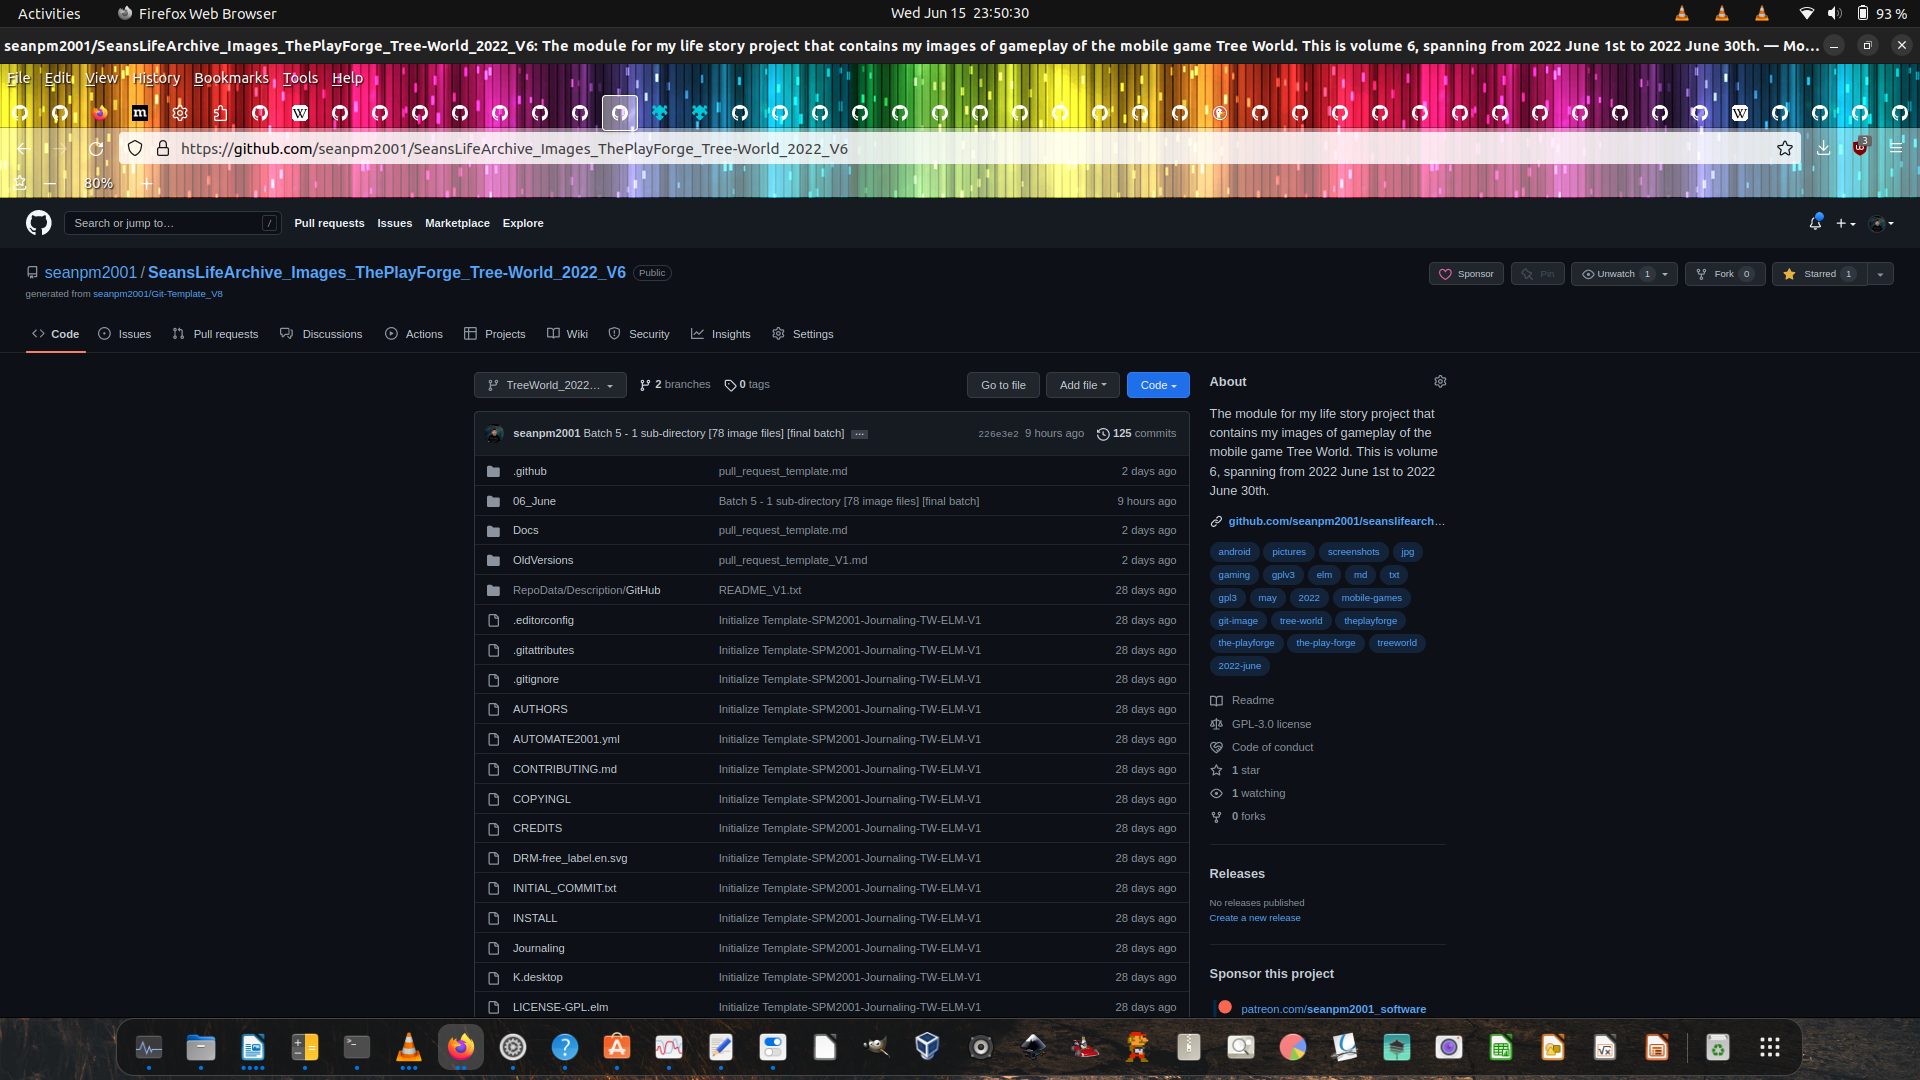 Activities Firefox Web Browser Wed Jun 15 23:50:30 93 %
seanpm2001/SeansLifeArchive_Images_ThePlayForge_Tree-World_2022_V6: The module for my life story project that contains my images of gameplay of the mobile game Tree World. This is volume 6, spanning from 2022 June 1st to 2022 June 30th. — Mo...
File Edit View History Bookmarks Tools Help
https://github.com/seanpm2001/SeansLifeArchive_Images_ThePlayForge_Tree-World_2022_V6 3
80%
Search or jump to... / Pull requests Issues Marketplace Explore
seanpm2001 / SeansLifeArchive_Images_ThePlayForge_Tree-World_2022_V6 Public Sponsor Pin Unwatch 1 Fork 0 Starred 1
generated from seanpm2001/Git-Template_V8
Code Issues Pull requests Discussions Actions Projects Wiki Security Insights Settings
TreeWorld_2022... 2 branches 0 tags Go to file Add file Code
seanpm2001 Batch 5 - 1 sub-directory [78 image files] [final batch] ... 226e3e2 9 hours ago 125 commits
.github pull_request_template.md 2 days ago
06_June Batch 5 - 1 sub-directory [78 image files] [final batch] 9 hours ago
Docs pull_request_template.md 2 days ago
OldVersions pull_request_template_V1.md 2 days ago
RepoData/Description/GitHub README_V1.txt 28 days ago
.editorconfig Initialize Template-SPM2001-Journaling-TW-ELM-V1 28 days ago
.gitattributes Initialize Template-SPM2001-Journaling-TW-ELM-V1 28 days ago
.gitignore Initialize Template-SPM2001-Journaling-TW-ELM-V1 28 days ago
AUTHORS Initialize Template-SPM2001-Journaling-TW-ELM-V1 28 days ago
AUTOMATE2001.yml Initialize Template-SPM2001-Journaling-TW-ELM-V1 28 days ago
CONTRIBUTING.md Initialize Template-SPM2001-Journaling-TW-ELM-V1 28 days ago
COPYINGL Initialize Template-SPM2001-Journaling-TW-ELM-V1 28 days ago
CREDITS Initialize Template-SPM2001-Journaling-TW-ELM-V1 28 days ago
DRM-free_label.en.svg Initialize Template-SPM2001-Journaling-TW-ELM-V1 28 days ago
INITIAL_COMMIT.txt Initialize Template-SPM2001-Journaling-TW-ELM-V1 28 days ago
INSTALL Initialize Template-SPM2001-Journaling-TW-ELM-V1 28 days ago
Journaling Initialize Template-SPM2001-Journaling-TW-ELM-V1 28 days ago
K.desktop Initialize Template-SPM2001-Journaling-TW-ELM-V1 28 days ago
LICENSE-GPL.elm Initialize Template-SPM2001-Journaling-TW-ELM-V1 28 days ago
About
The module for my life story project that
contains my images of gameplay of the
mobile game Tree World. This is volume
6, spanning from 2022 June 1st to 2022
June 30th.
github.com/seanpm2001/seanslifearch...
android pictures screenshots jpg
gaming gplv3 elm md txt
gpl3 may 2022 mobile-games
git-image tree-world theplayforge
the-playforge the-play-forge treeworld
2022-june
Readme
GPL-3.0 license
Code of conduct
1 star
1 watching
0 forks
Releases
No releases published
Create a new release
Sponsor this project
patreon.com/seanpm2001_software